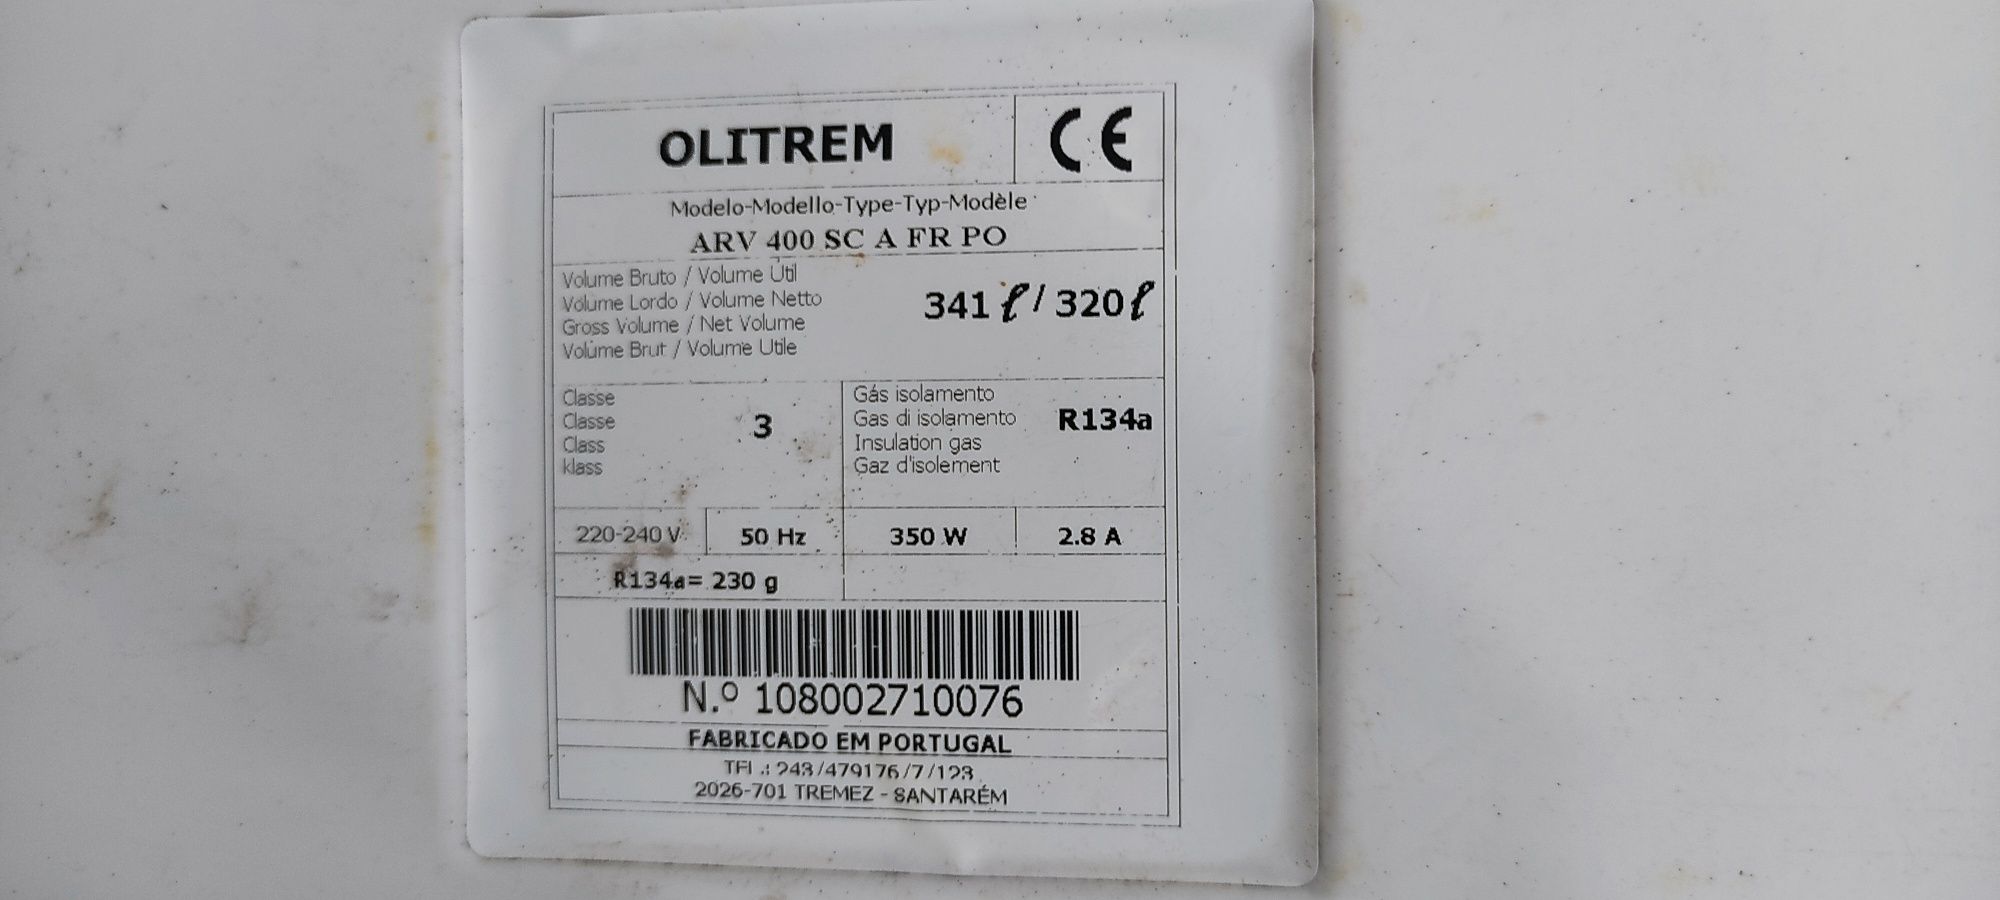 OLITREM CE
Modelo-Modello-Type-Typ-Modèle
ARV 400 SC A FR PO
Volume Bruto / Volume Útil
Volume Lordo / Volume Netto
Gross Volume / Net Volume
Volume Brut / Volume Utile
341 ℓ / 320 ℓ
Classe
Classe
Class
klass
3
Gás isolamento
Gas di isolamento
Insulation gas
Gaz d'isolement
R134a
220-240 V 50 Hz 350 W 2.8 A
R134a= 230 g
N.º 108002710076
FABRICADO EM PORTUGAL
TEL.: 243/479176/7/123
2026-701 TREMEZ - SANTARÉM